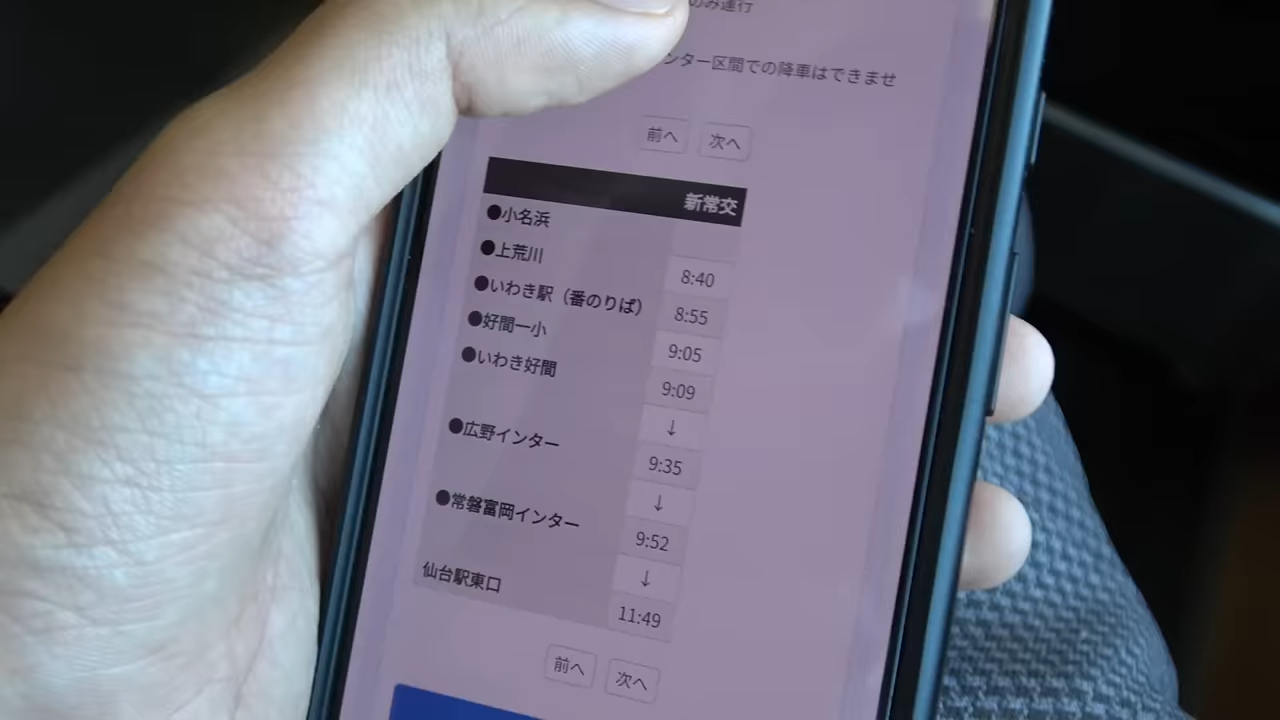 のみ運行
ンター区間での降車はできませ
前へ 次へ
新常交
●小名浜
●上荒川 8:40
●いわき駅（番のりば） 8:55
●好間一小 9:05
●いわき好間 9:09
↓
●広野インター 9:35
↓
●常磐富岡インター 9:52
↓
仙台駅東口 11:49
前へ 次へ